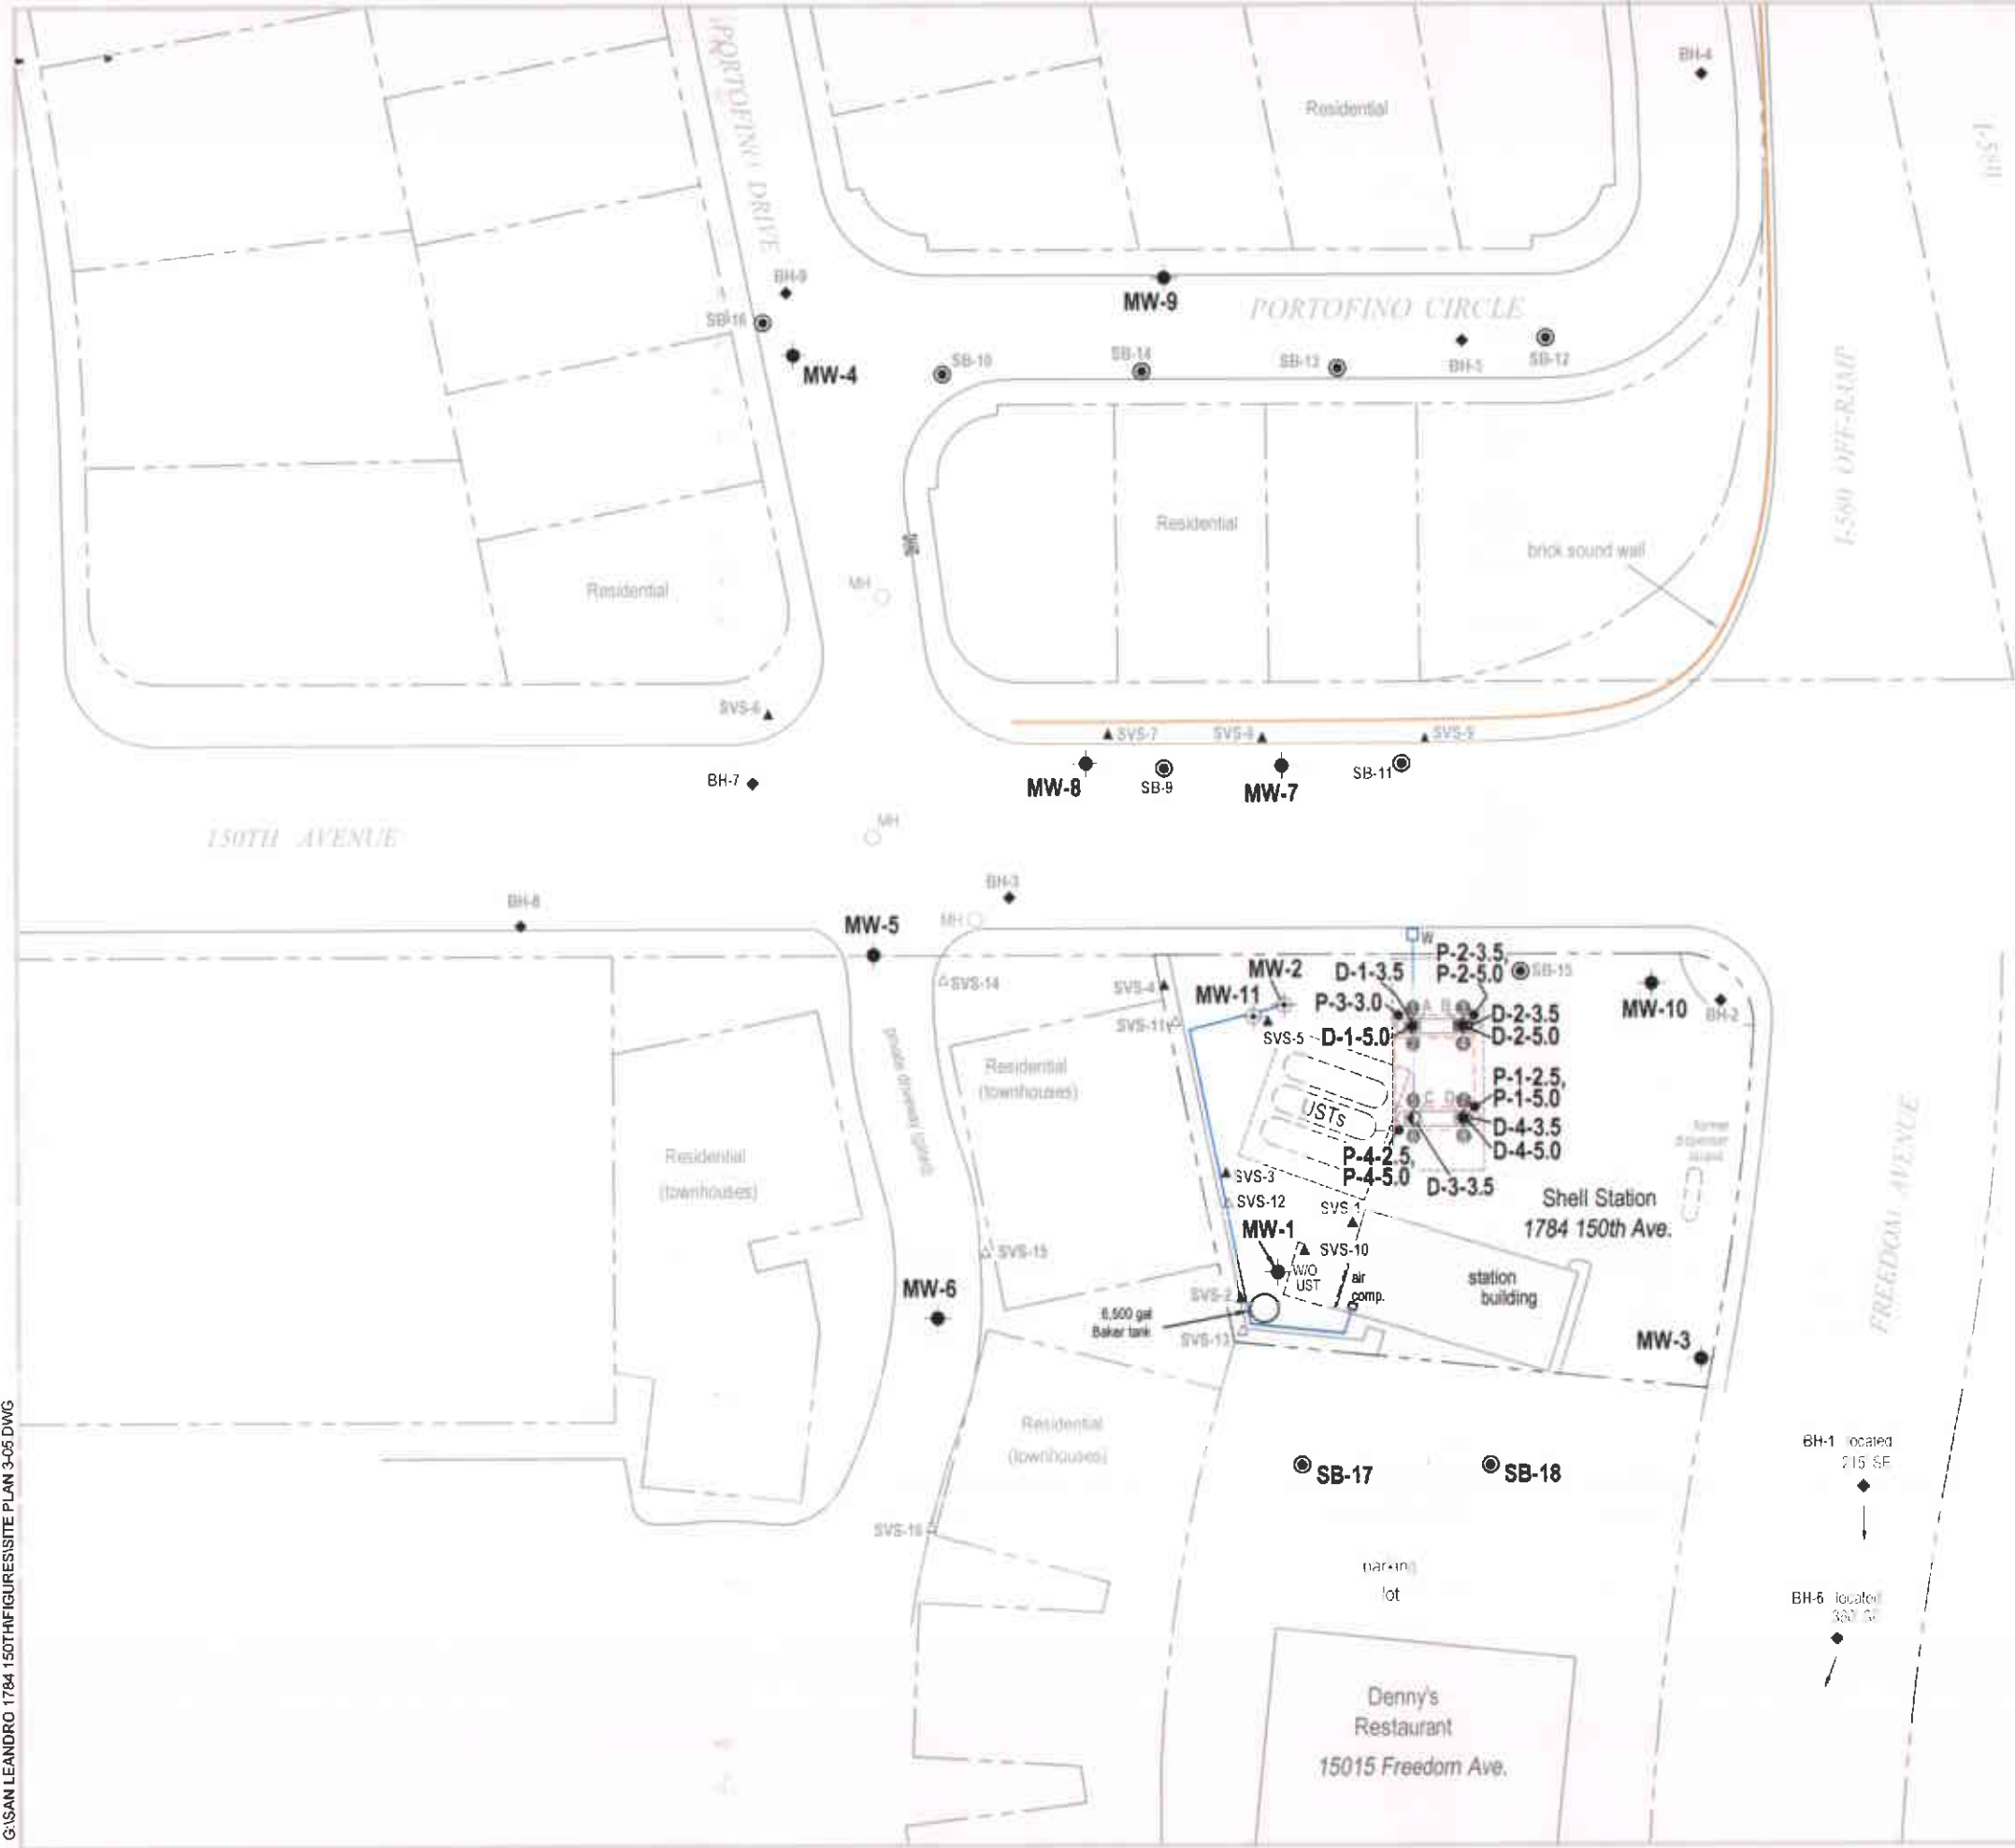 PORTOFINO DRIVE
BH-4
Residential
BH-9
MW-9
PORTOFINO CIRCLE
SB-16
MW-4
SB-10
SB-14
SB-13
BH-5
SB-12
I-580 OFF-RAMP
Residential
brick sound wall
MH
Residential
SVS-6
SVS-7
SVS-8
SVS-9
BH-7
MW-8
SB-9
MW-7
SB-11
MH
150TH AVENUE
BH-3
BH-8
MW-5
MH
W
P-2-3.5,
P-2-5.0
SB-15
MW-2
D-1-3.5
SVS-14
SVS-4
MW-11
P-3-3.0
A
B
D-2-3.5
MW-10
BH-2
SVS-11
SVS-5
D-1-5.0
D-2-5.0
private driveway
Residential
(townhouses)
USTs
P-1-2.5,
P-1-5.0
C
D
D-4-3.5
D-4-5.0
former
dispenser
island
FREEDOM AVENUE
Residential
(townhouses)
P-4-2.5,
P-4-5.0
D-3-3.5
SVS-3
SVS-12
SVS-1
Shell Station
1784 150th Ave.
MW-1
SVS-15
SVS-10
W/O
UST
air
comp.
station
building
MW-6
SVS-2
6,500 gal
Baker tank
SVS-13
MW-3
Residential
(townhouses)
BH-1 located
215' SE
SB-17
SB-18
SVS-16
parking
lot
BH-6 located
Denny's
Restaurant
15015 Freedom Ave.
G:\SAN LEANDRO 1784 150TH\FIGURES\SITE PLAN 3-05.DWG